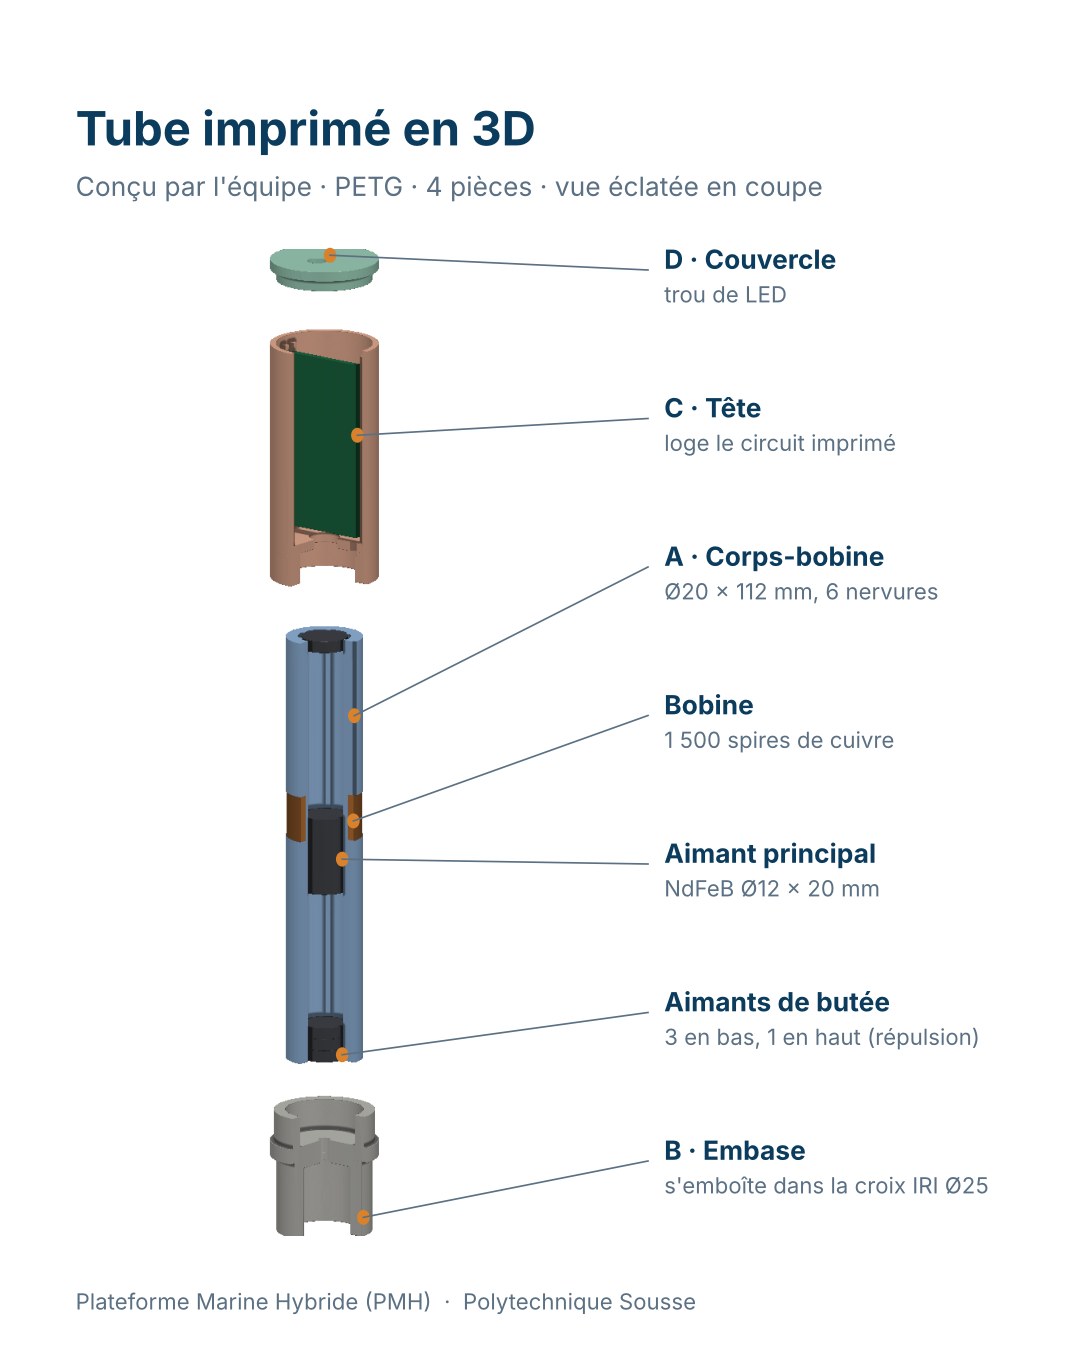 Tube imprimé en 3D
Conçu par l'équipe · PETG · 4 pièces · vue éclatée en coupe
D · Couvercle
trou de LED
C · Tête
loge le circuit imprimé
A · Corps-bobine
Ø20 × 112 mm, 6 nervures
Bobine
1 500 spires de cuivre
Aimant principal
NdFeB Ø12 × 20 mm
Aimants de butée
3 en bas, 1 en haut (répulsion)
B · Embase
s'emboîte dans la croix IRI Ø25
Plateforme Marine Hybride (PMH) · Polytechnique Sousse